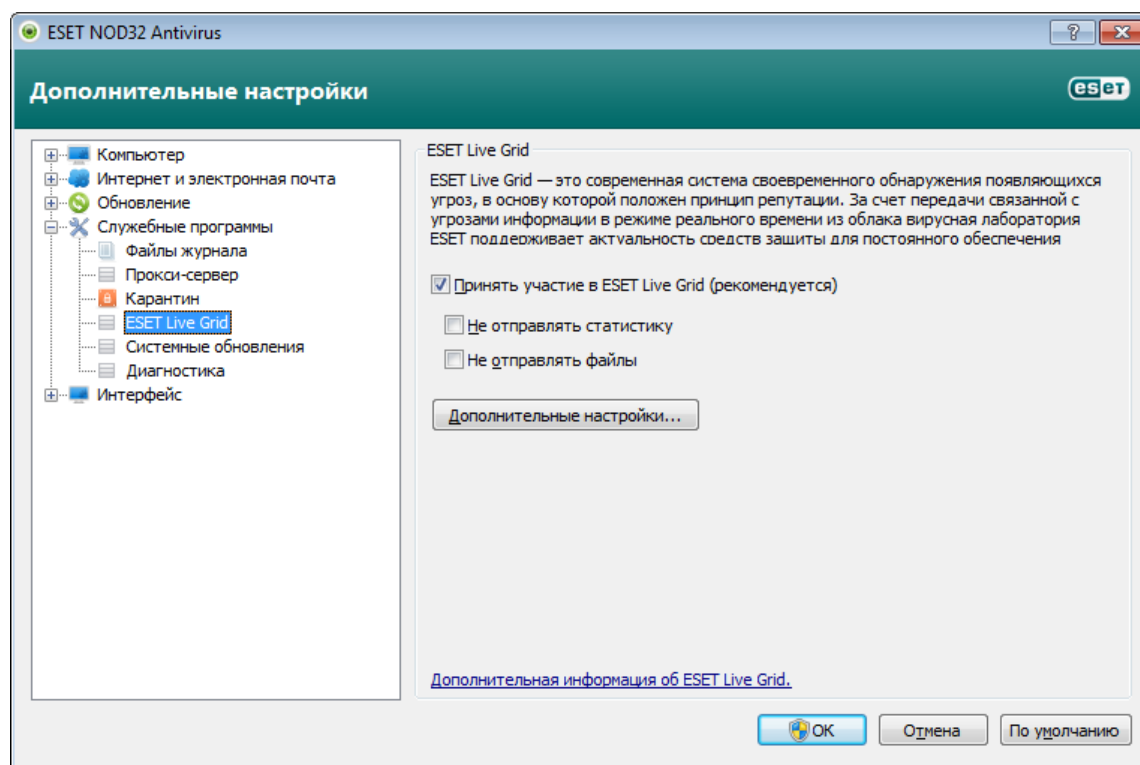 ESET NOD32 Antivirus
Дополнительные настройки
eset
Компьютер
Интернет и электронная почта
Обновление
Служебные программы
Файлы журнала
Прокси-сервер
Карантин
ESET Live Grid
Системные обновления
Диагностика
Интерфейс
ESET Live Grid
ESET Live Grid — это современная система своевременного обнаружения появляющихся
угроз, в основу которой положен принцип репутации. За счет передачи связанной с
угрозами информации в режиме реального времени из облака вирусная лаборатория
ESET поддерживает актуальность средств защиты для постоянного обеспечения
Принять участие в ESET Live Grid (рекомендуется)
Не отправлять статистику
Не отправлять файлы
Дополнительные настройки...
Дополнительная информация об ESET Live Grid.
OK
Отмена
По умолчанию